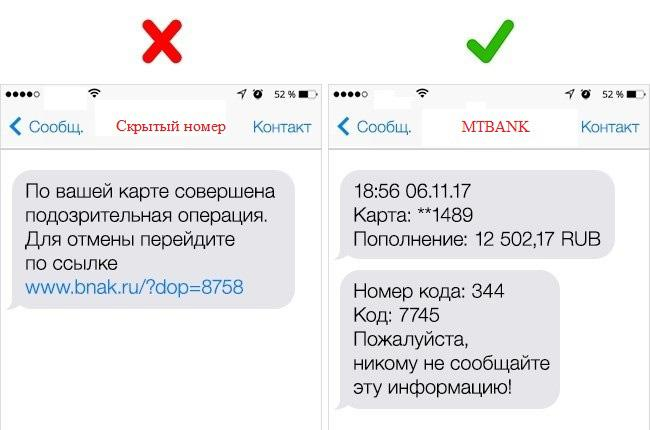 52 %
Сообщ.
Скрытый номер
Контакт
По вашей карте совершена
подозрительная операция.
Для отмены перейдите
по ссылке
www.bnak.ru/?dop=8758
52 %
Сообщ.
MTBANK
Контакт
18:56 06.11.17
Карта: **1489
Пополнение: 12 502,17 RUB
Номер кода: 344
Код: 7745
Пожалуйста,
никому не сообщайте
эту информацию!